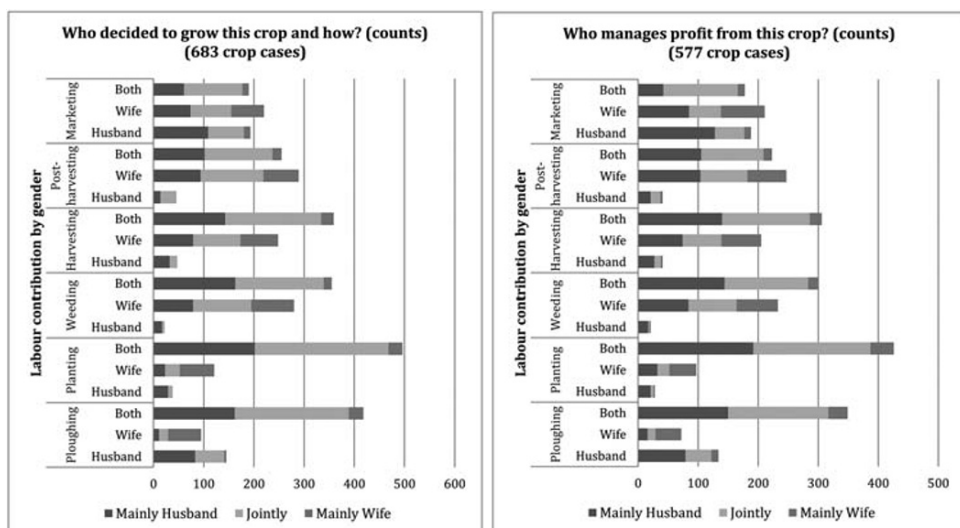 Who decided to grow this crop and how? (counts)
(683 crop cases)
Labour contribution by gender
Marketing
Both
Wife
Husband
Post-
harvesting
Both
Wife
Husband
Harvesting
Both
Wife
Husband
Weeding
Both
Wife
Husband
Planting
Both
Wife
Husband
Ploughing
Both
Wife
Husband
0 100 200 300 400 500 600
Mainly Husband Jointly Mainly Wife
Who manages profit from this crop? (counts)
(577 crop cases)
Labour contribution by gender
Marketing
Both
Wife
Husband
Post-
harvesting
Both
Wife
Husband
Harvesting
Both
Wife
Husband
Weeding
Both
Wife
Husband
Planting
Both
Wife
Husband
Ploughing
Both
Wife
Husband
0 100 200 300 400 500
Mainly Husband Jointly Mainly Wife